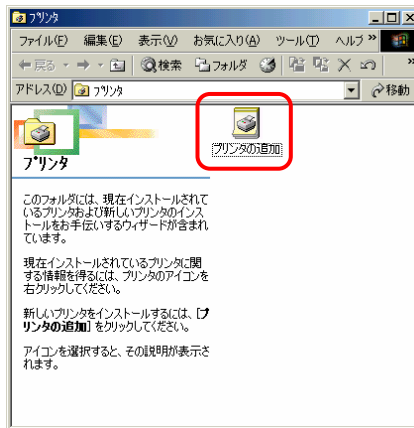 プリンタ
ファイル(F) 編集(E) 表示(V) お気に入り(A) ツール(T) ヘルプ »
戻る 検索 フォルダ »
アドレス(D) プリンタ 移動
プリンタ
プリンタの追加
このフォルダには、現在インストールされて
いるプリンタおよび新しいプリンタのインス
トールをお手伝いするウィザードが含まれ
ています。
現在インストールされているプリンタに関
する情報を得るには、プリンタのアイコンを
右クリックしてください。
新しいプリンタをインストールするには、[プ
リンタの追加] をクリックしてください。
アイコンを選択すると、その説明が表示さ
れます。